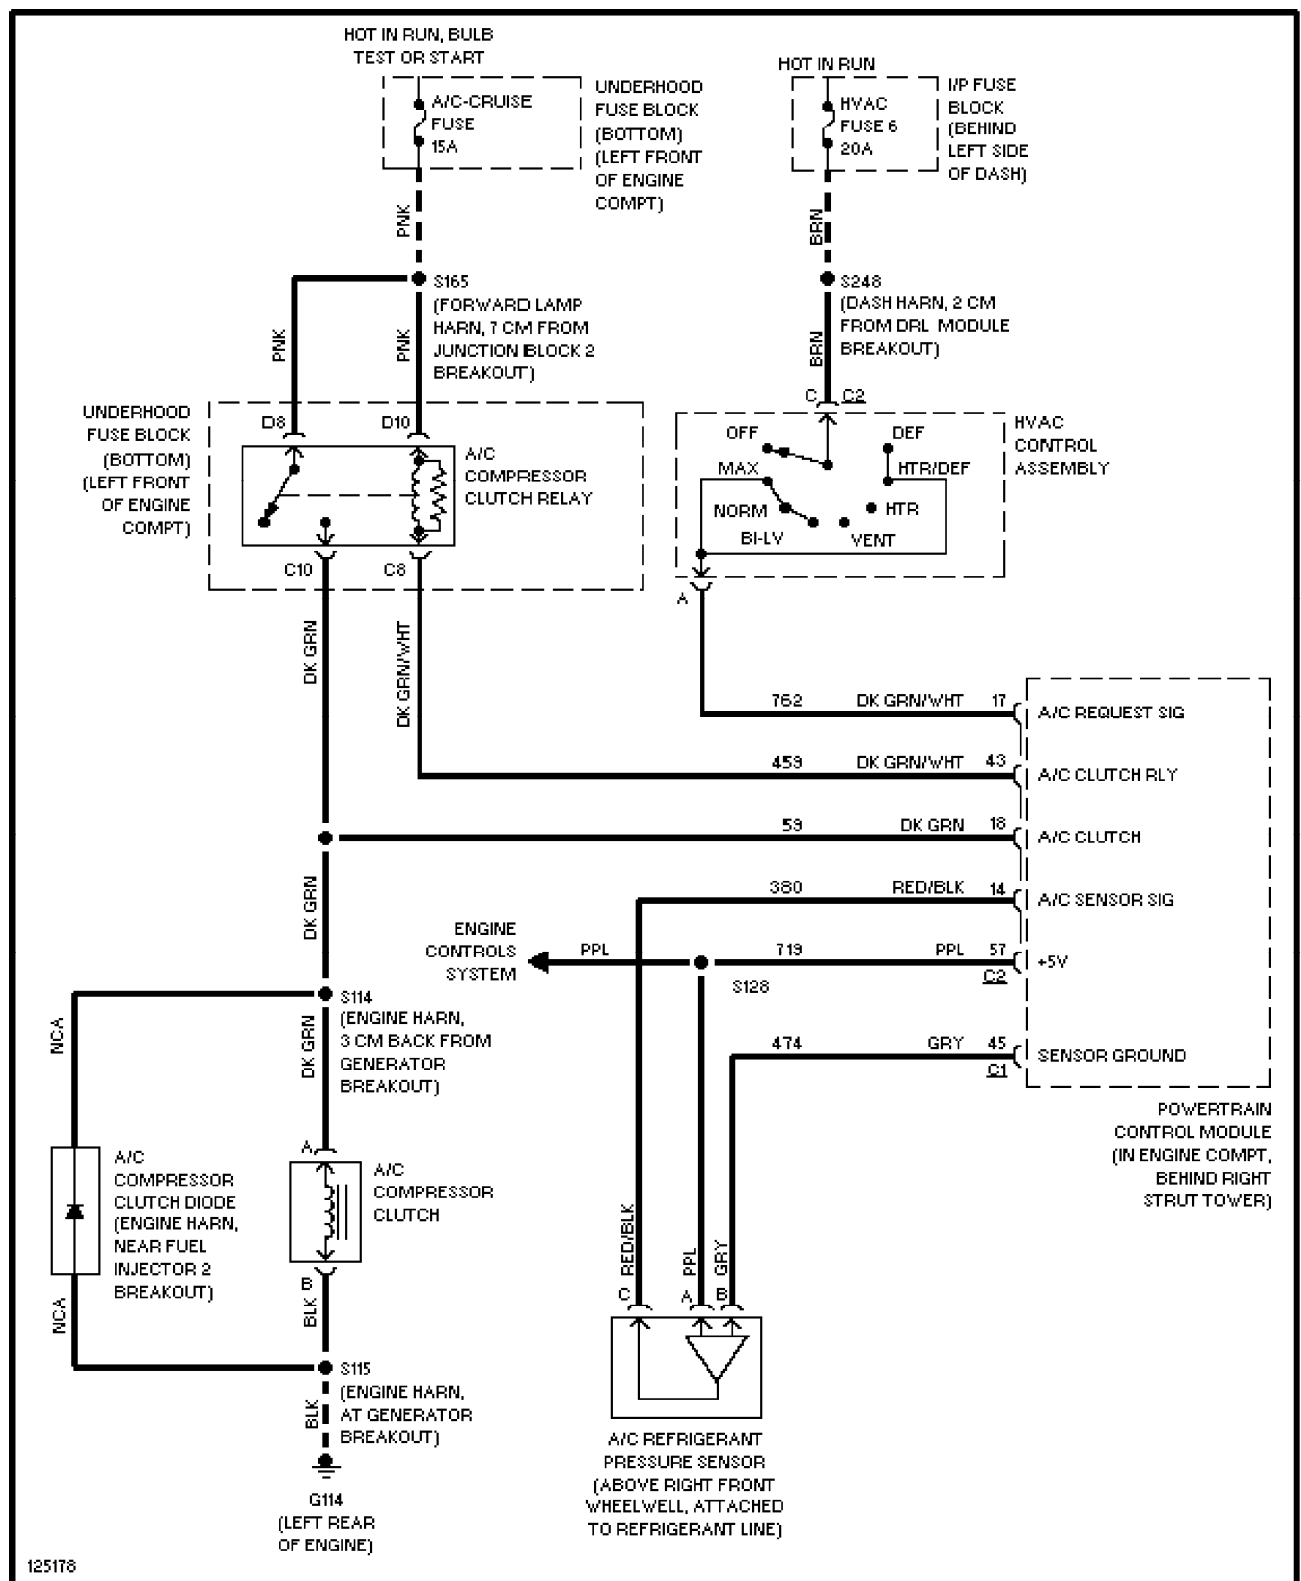 HOT IN RUN, BULB
TEST OR START
A/C-CRUISE
FUSE
15A
UNDERHOOD
FUSE BLOCK
(BOTTOM)
(LEFT FRONT
OF ENGINE
COMPT)
HOT IN RUN
HVAC
FUSE 6
20A
I/P FUSE
BLOCK
(BEHIND
LEFT SIDE
OF DASH)
PNK
BRN
S165
(FORWARD LAMP
HARN, 7 CM FROM
JUNCTION BLOCK 2
BREAKOUT)
PNK
PNK
S248
(DASH HARN, 2 CM
FROM DRL MODULE
BREAKOUT)
BRN
C C2
UNDERHOOD
FUSE BLOCK
(BOTTOM)
(LEFT FRONT
OF ENGINE
COMPT)
D8
D10
A/C
COMPRESSOR
CLUTCH RELAY
C10
C8
OFF
MAX
NORM
BI-LV
VENT
HTR
HTR/DEF
DEF
HVAC
CONTROL
ASSEMBLY
A
DK GRN
DK GRN/WHT
762 DK GRN/WHT 17 A/C REQUEST SIG
459 DK GRN/WHT 43 A/C CLUTCH RLY
59 DK GRN 18 A/C CLUTCH
380 RED/BLK 14 A/C SENSOR SIG
ENGINE
CONTROLS
SYSTEM
PPL 719 PPL 57 +5V
S128
C2
474 GRY 45 SENSOR GROUND
C1
POWERTRAIN
CONTROL MODULE
(IN ENGINE COMPT,
BEHIND RIGHT
STRUT TOWER)
DK GRN
S114
(ENGINE HARN,
3 CM BACK FROM
GENERATOR
BREAKOUT)
NCA
DK GRN
A
A/C
COMPRESSOR
CLUTCH DIODE
(ENGINE HARN,
NEAR FUEL
INJECTOR 2
BREAKOUT)
A/C
COMPRESSOR
CLUTCH
B
NCA
BLK
S115
(ENGINE HARN,
AT GENERATOR
BREAKOUT)
BLK
G114
(LEFT REAR
OF ENGINE)
RED/BLK
PPL
GRY
C
A
B
A/C REFRIGERANT
PRESSURE SENSOR
(ABOVE RIGHT FRONT
WHEELWELL, ATTACHED
TO REFRIGERANT LINE)
125178